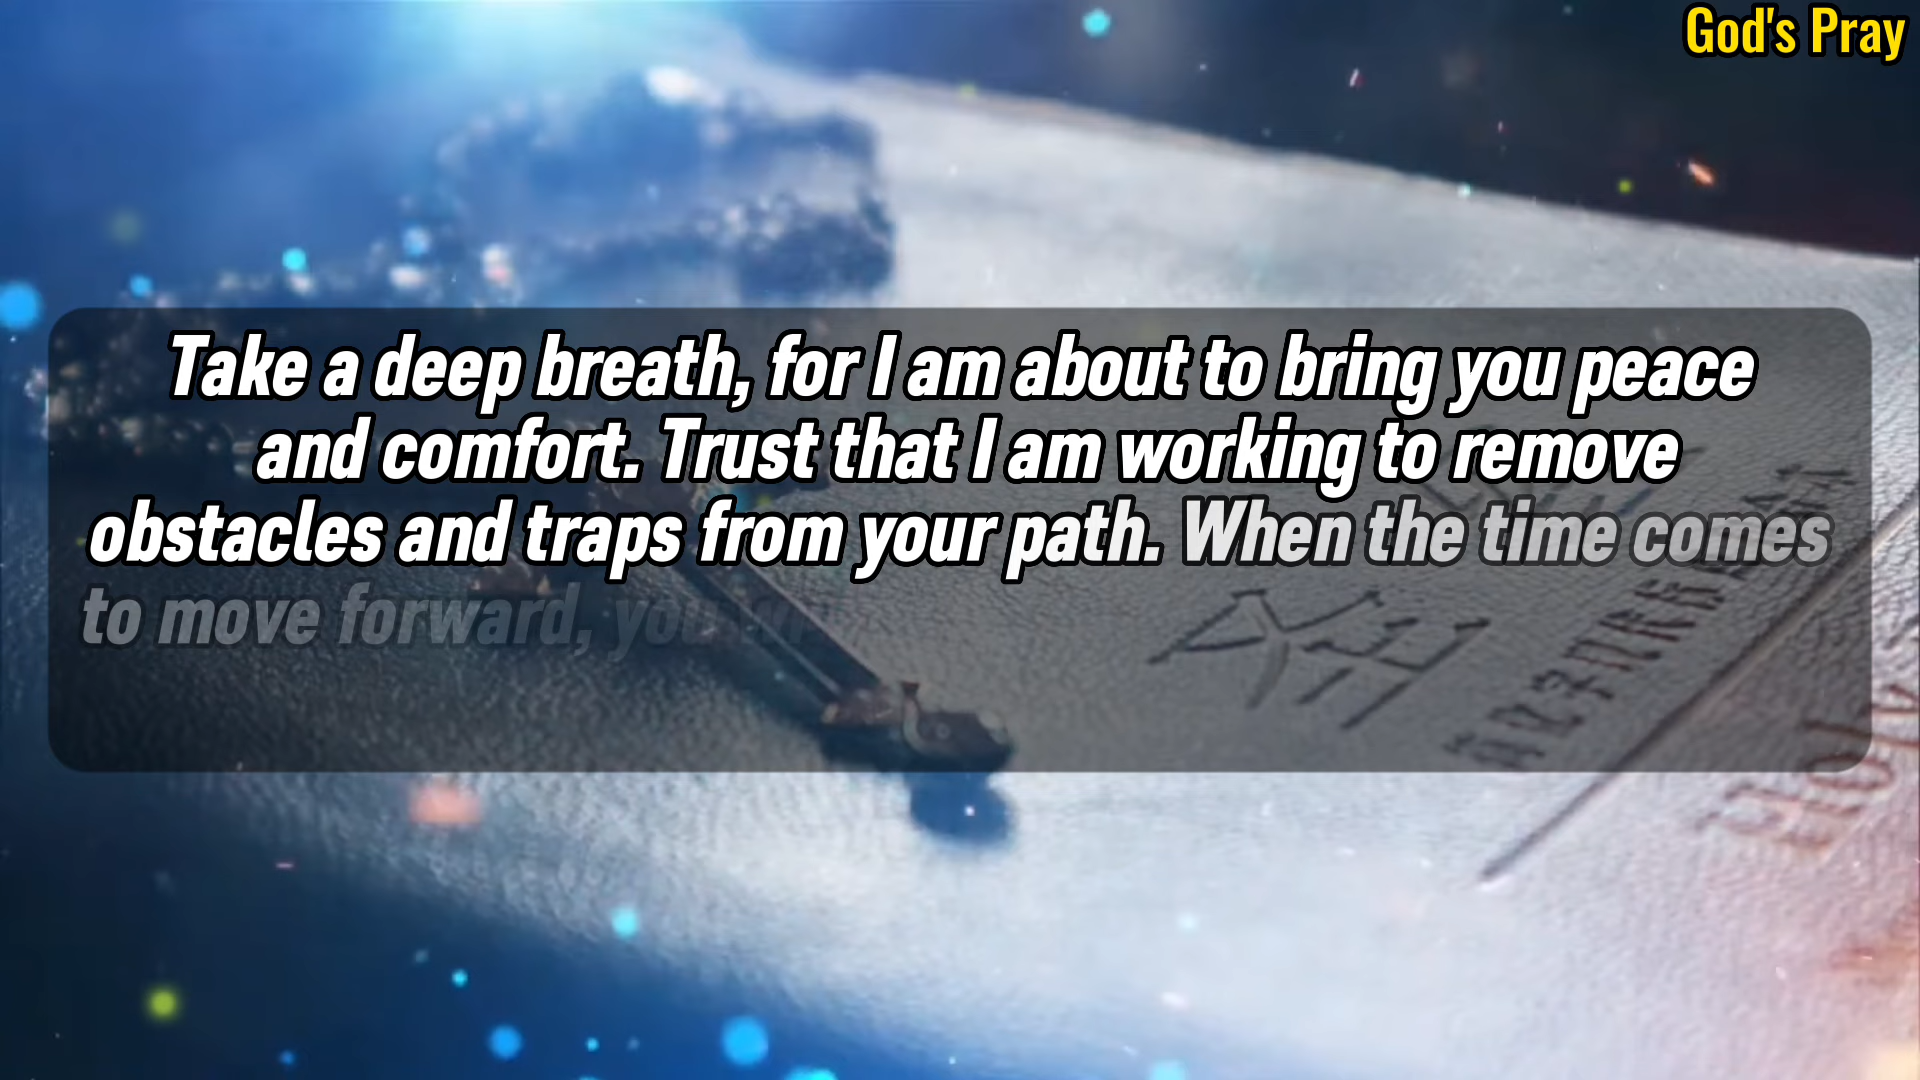 God's Pray
Take a deep breath, for I am about to bring you peace
and comfort. Trust that I am working to remove
obstacles and traps from your path. When the time comes
to move forward, you